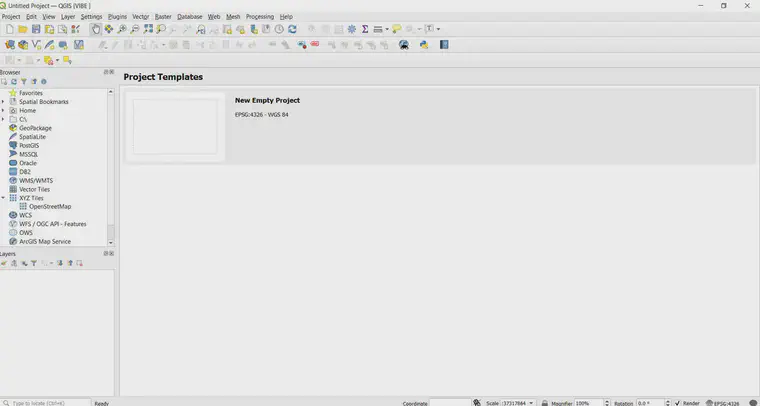 Untitled Project — QGIS [VIBE ]
Project Edit View Layer Settings Plugins Vector Raster Database Web Mesh Processing Help
Browser
Project Templates
Favorites
Spatial Bookmarks
Home
C:\
GeoPackage
SpatiaLite
PostGIS
MSSQL
Oracle
DB2
WMS/WMTS
Vector Tiles
XYZ Tiles
OpenStreetMap
WCS
WFS / OGC API - Features
OWS
ArcGIS Map Service
New Empty Project
EPSG:4326 - WGS 84
Layers
Type to locate (Ctrl+K) Ready Coordinate Scale :37317864 Magnifier 100% Rotation 0.0 ° Render EPSG:4326